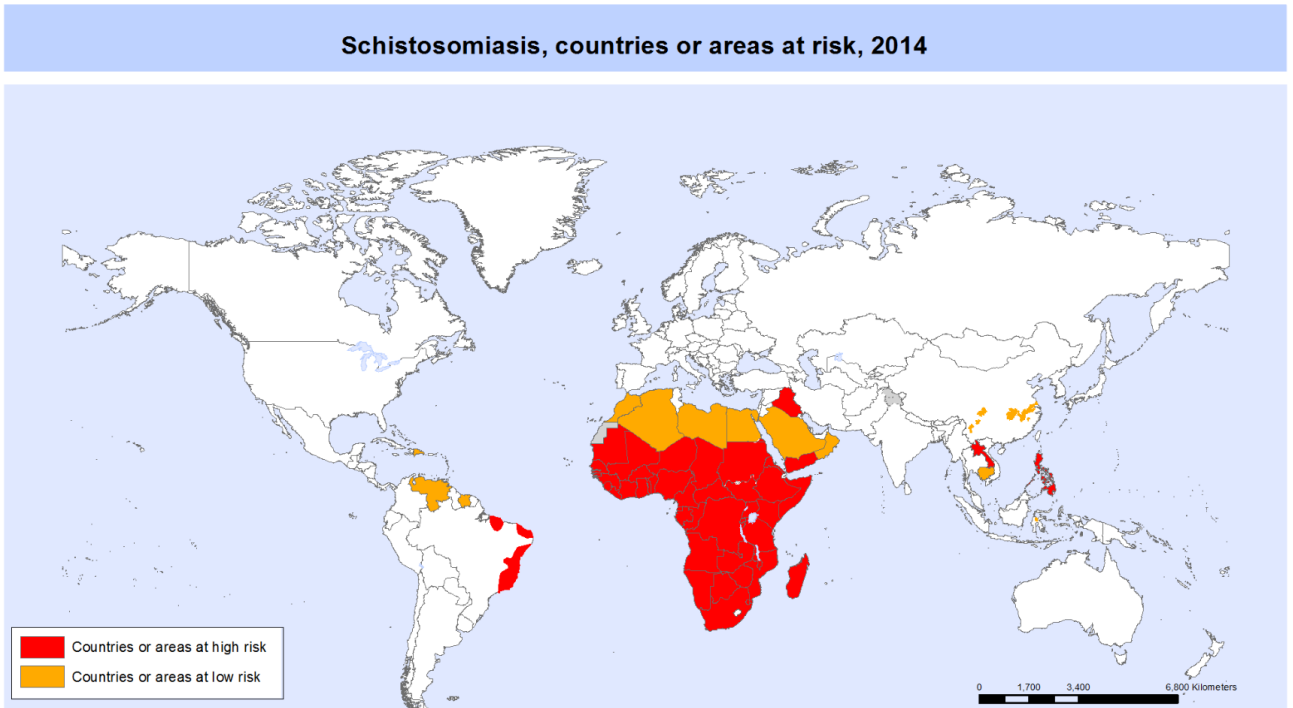 Schistosomiasis, countries or areas at risk, 2014
Countries or areas at high risk
Countries or areas at low risk
0 1,700 3,400 6,800 Kilometers